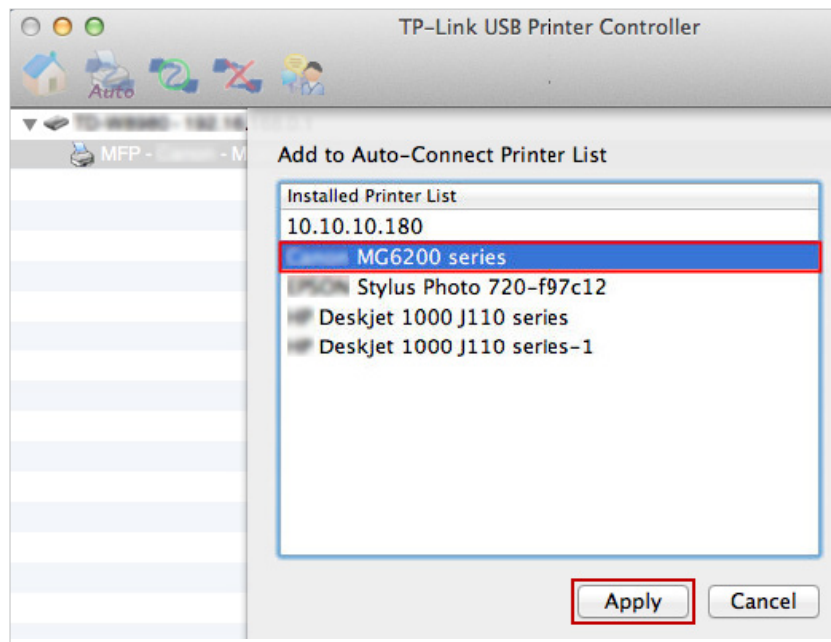 TP-Link USB Printer Controller
Auto
MFP - - M
Add to Auto-Connect Printer List
Installed Printer List
10.10.10.180
MG6200 series
Stylus Photo 720-f97c12
Deskjet 1000 J110 series
Deskjet 1000 J110 series-1
Apply
Cancel